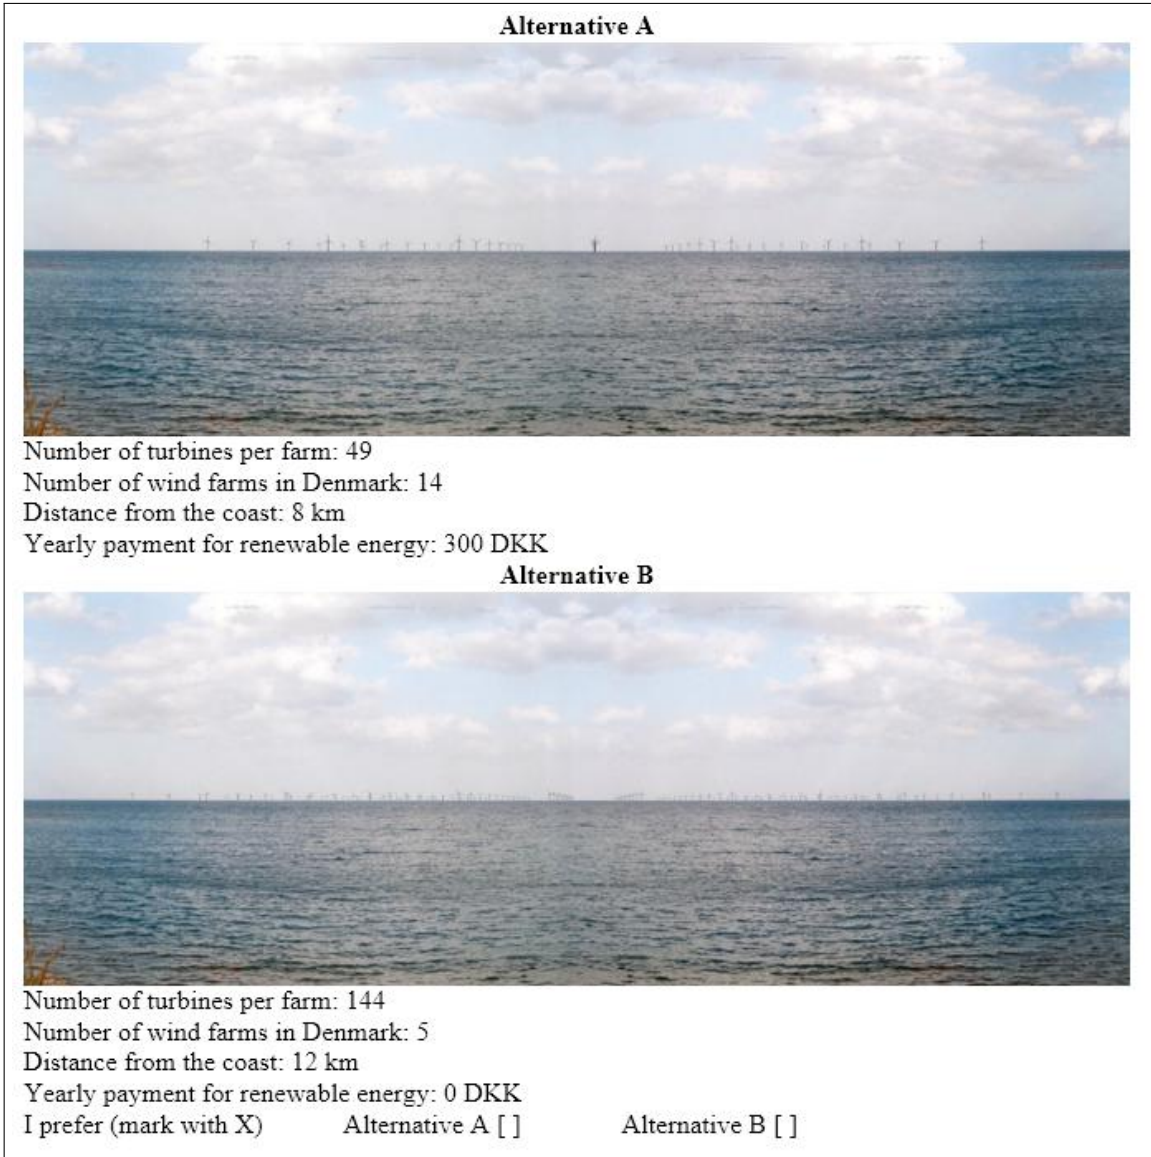 Alternative A
Number of turbines per farm: 49
Number of wind farms in Denmark: 14
Distance from the coast: 8 km
Yearly payment for renewable energy: 300 DKK
Alternative B
Number of turbines per farm: 144
Number of wind farms in Denmark: 5
Distance from the coast: 12 km
Yearly payment for renewable energy: 0 DKK
I prefer (mark with X) Alternative A [ ] Alternative B [ ]